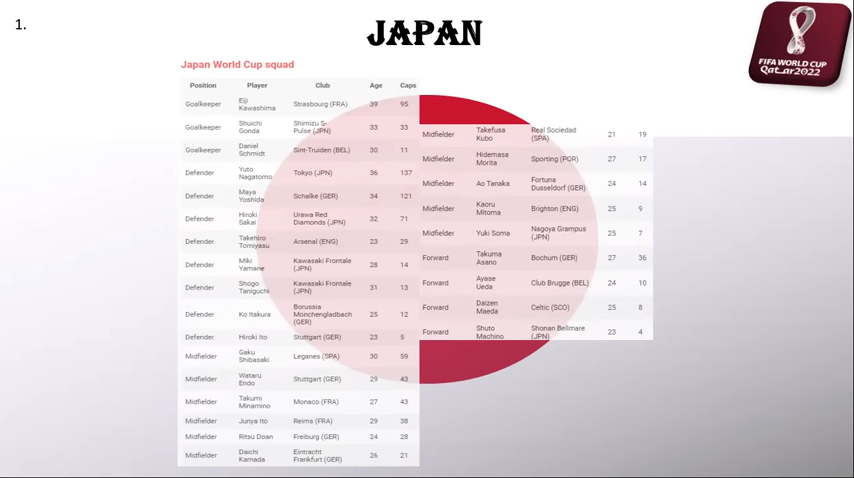 1.
JAPAN
FIFA WORLD CUP
Qatar2022
Japan World Cup squad
Position Player Club Age Caps
Goalkeeper Eiji Kawashima Strasbourg (FRA) 39 95
Goalkeeper Shuichi Gonda Shimizu S-Pulse (JPN) 33 33
Goalkeeper Daniel Schmidt Sint-Truiden (BEL) 30 11
Defender Yuto Nagatomo Tokyo (JPN) 36 137
Defender Maya Yoshida Schalke (GER) 34 121
Defender Hiroki Sakai Urawa Red Diamonds (JPN) 32 71
Defender Takehiro Tomiyasu Arsenal (ENG) 23 29
Defender Miki Yamane Kawasaki Frontale (JPN) 28 14
Defender Shogo Taniguchi Kawasaki Frontale (JPN) 31 13
Defender Ko Itakura Borussia Monchengladbach (GER) 25 12
Defender Hiroki Ito Stuttgart (GER) 23 5
Midfielder Gaku Shibasaki Leganes (SPA) 30 59
Midfielder Wataru Endo Stuttgart (GER) 29 43
Midfielder Takumi Minamino Monaco (FRA) 27 43
Midfielder Junya Ito Reims (FRA) 29 38
Midfielder Ritsu Doan Freiburg (GER) 24 28
Midfielder Daichi Kamada Eintracht Frankfurt (GER) 26 21
Midfielder Takefusa Kubo Real Sociedad (SPA) 21 19
Midfielder Hidemasa Morita Sporting (POR) 27 17
Midfielder Ao Tanaka Fortuna Dusseldorf (GER) 24 14
Midfielder Kaoru Mitoma Brighton (ENG) 25 9
Midfielder Yuki Soma Nagoya Grampus (JPN) 25 7
Forward Takuma Asano Bochum (GER) 27 36
Forward Ayase Ueda Club Brugge (BEL) 24 10
Forward Daizen Maeda Celtic (SCO) 25 8
Forward Shuto Machino Shonan Bellmare (JPN) 23 4